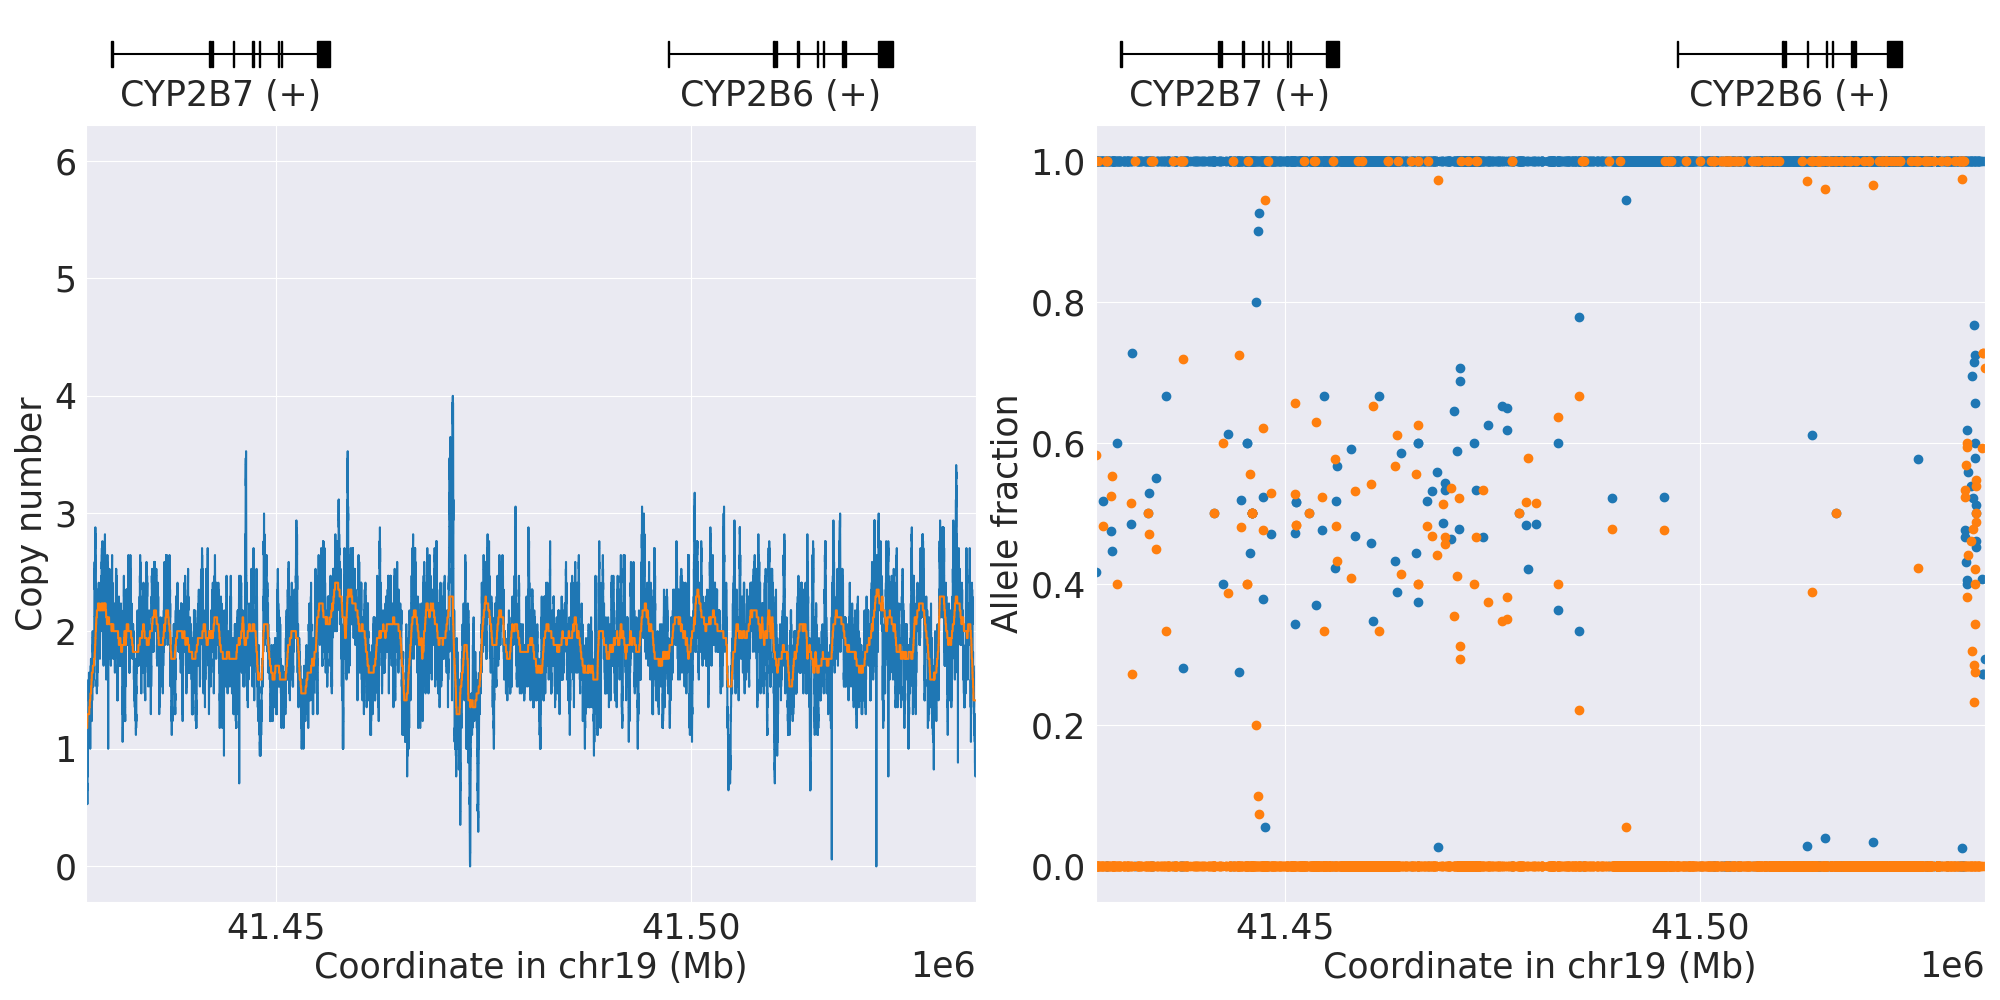 CYP2B7 (+)
CYP2B6 (+)
6
5
4
3
2
1
0
Copy number
41.45
41.50
Coordinate in chr19 (Mb)
1e6
CYP2B7 (+)
CYP2B6 (+)
1.0
0.8
0.6
0.4
0.2
0.0
Allele fraction
41.45
41.50
Coordinate in chr19 (Mb)
1e6